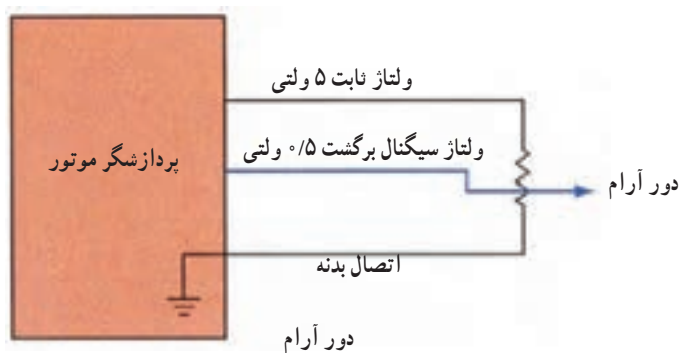 ولتاژ ثابت ۵ ولتی
ولتاژ سیگنال برگشت ۰/۵ ولتی
پردازشگر موتور
دور آرام
اتصال بدنه
دور آرام